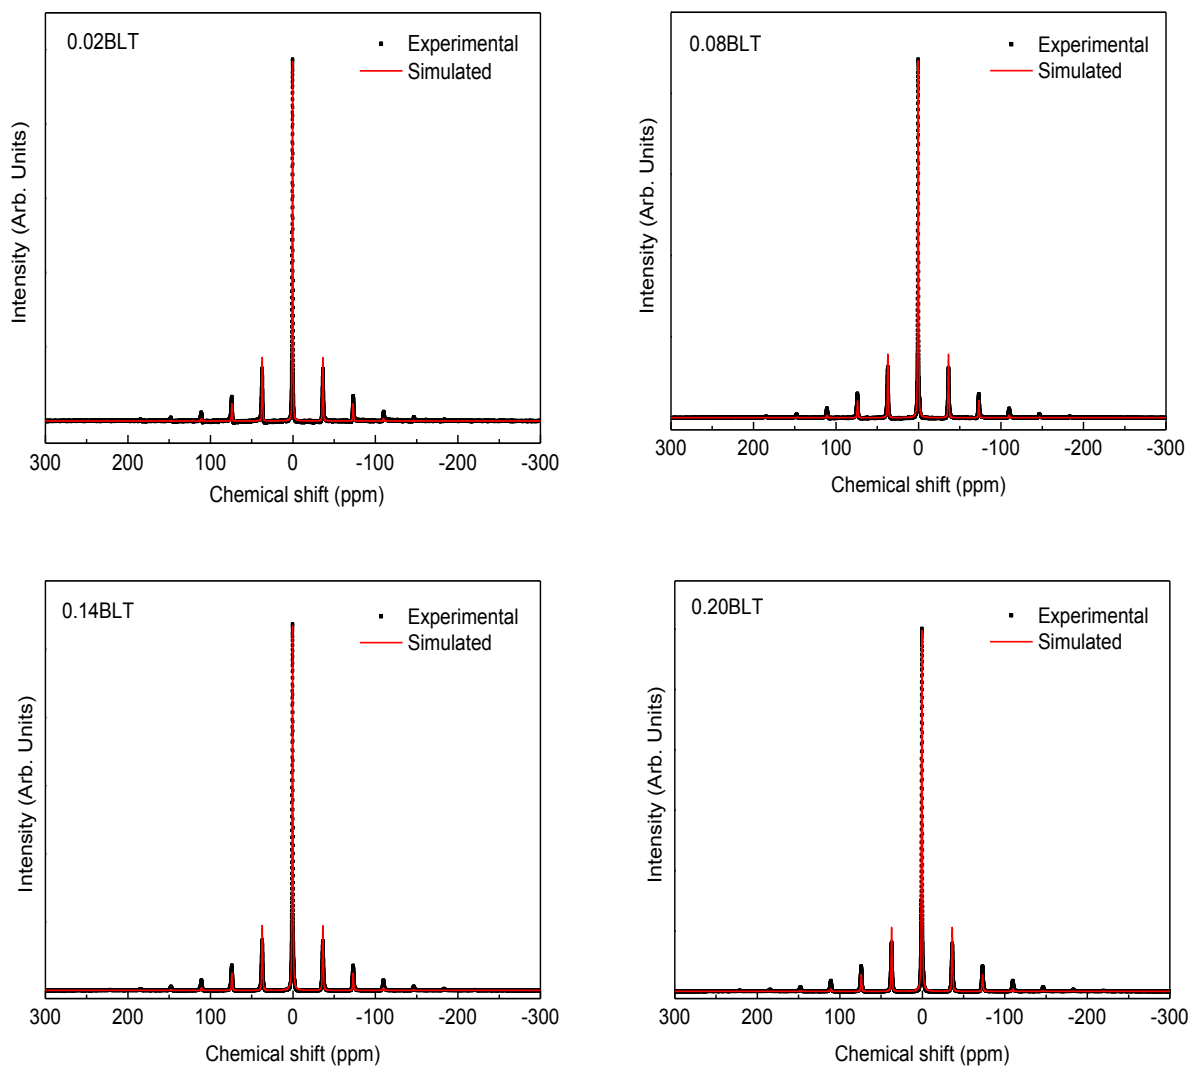 0.02BLT
Experimental
Simulated
Intensity (Arb. Units)
300 200 100 0 -100 -200 -300
Chemical shift (ppm)
0.08BLT
Experimental
Simulated
Intensity (Arb. Units)
300 200 100 0 -100 -200 -300
Chemical shift (ppm)
0.14BLT
Experimental
Simulated
Intensity (Arb. Units)
300 200 100 0 -100 -200 -300
Chemical shift (ppm)
0.20BLT
Experimental
Simulated
Intensity (Arb. Units)
300 200 100 0 -100 -200 -300
Chemical shift (ppm)